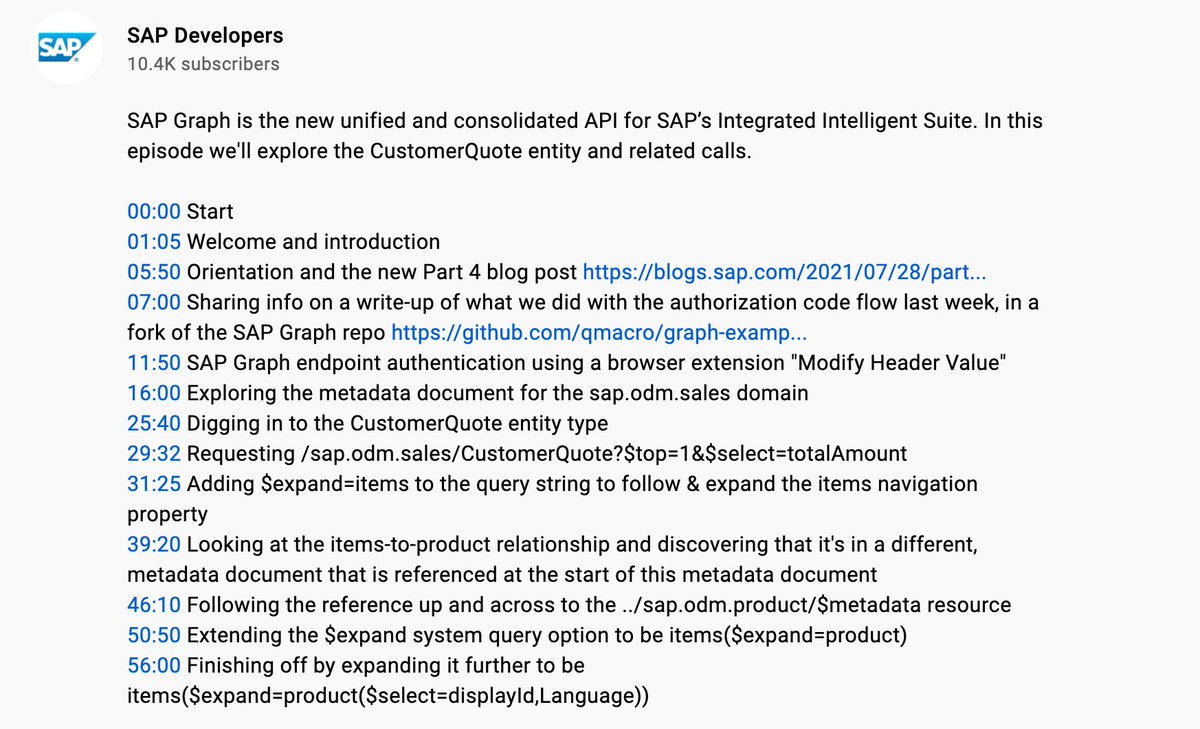 SAP
SAP Developers
10.4K subscribers
SAP Graph is the new unified and consolidated API for SAP’s Integrated Intelligent Suite. In this
episode we'll explore the CustomerQuote entity and related calls.
00:00 Start
01:05 Welcome and introduction
05:50 Orientation and the new Part 4 blog post https://blogs.sap.com/2021/07/28/part...
07:00 Sharing info on a write-up of what we did with the authorization code flow last week, in a
fork of the SAP Graph repo https://github.com/qmacro/graph-examp...
11:50 SAP Graph endpoint authentication using a browser extension "Modify Header Value"
16:00 Exploring the metadata document for the sap.odm.sales domain
25:40 Digging in to the CustomerQuote entity type
29:32 Requesting /sap.odm.sales/CustomerQuote?$top=1&$select=totalAmount
31:25 Adding $expand=items to the query string to follow & expand the items navigation
property
39:20 Looking at the items-to-product relationship and discovering that it's in a different,
metadata document that is referenced at the start of this metadata document
46:10 Following the reference up and across to the ../sap.odm.product/$metadata resource
50:50 Extending the $expand system query option to be items($expand=product)
56:00 Finishing off by expanding it further to be
items($expand=product($select=displayId,Language))